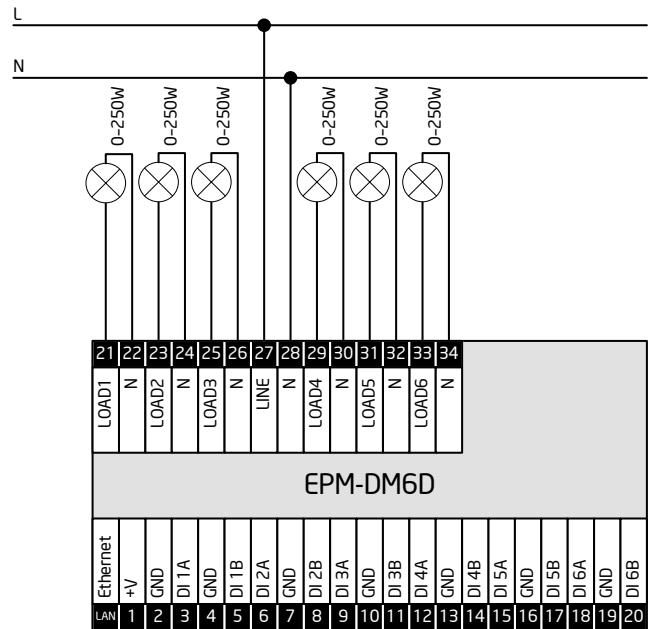 L
N
0-250W 0-250W 0-250W 0-250W 0-250W 0-250W
21 22 23 24 25 26 27 28 29 30 31 32 33 34
LOAD1 N LOAD2 N LOAD3 N LINE N LOAD4 N LOAD5 N LOAD6 N
EPM-DM6D
Ethernet +V GND DI 1A GND DI 1B DI 2A GND DI 2B DI 3A GND DI 3B DI 4A GND DI 4B DI 5A GND DI 5B DI 6A GND DI 6B
LAN 1 2 3 4 5 6 7 8 9 10 11 12 13 14 15 16 17 18 19 20